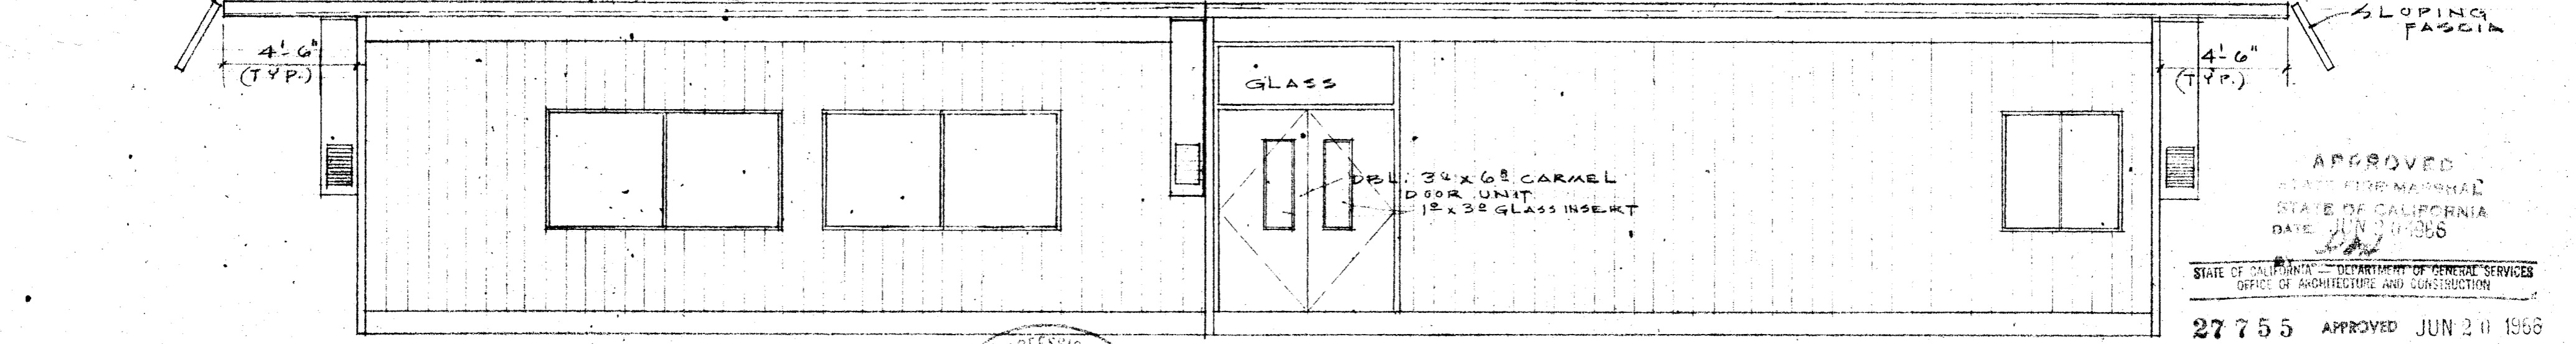 SLOPING
FASCIA
4'-6"
(TYP.)
4'-6"
(TYP.)
GLASS
DBL. 3⁰ x 6⁸ CARMEL
DOOR UNIT
1⁰ x 3⁰ GLASS INSERT
APPROVED
STATE FIRE MARSHAL
STATE OF CALIFORNIA
DATE JUN 20 1966
BY
STATE OF CALIFORNIA — DEPARTMENT OF GENERAL SERVICES
OFFICE OF ARCHITECTURE AND CONSTRUCTION
27755 APPROVED JUN 20 1966